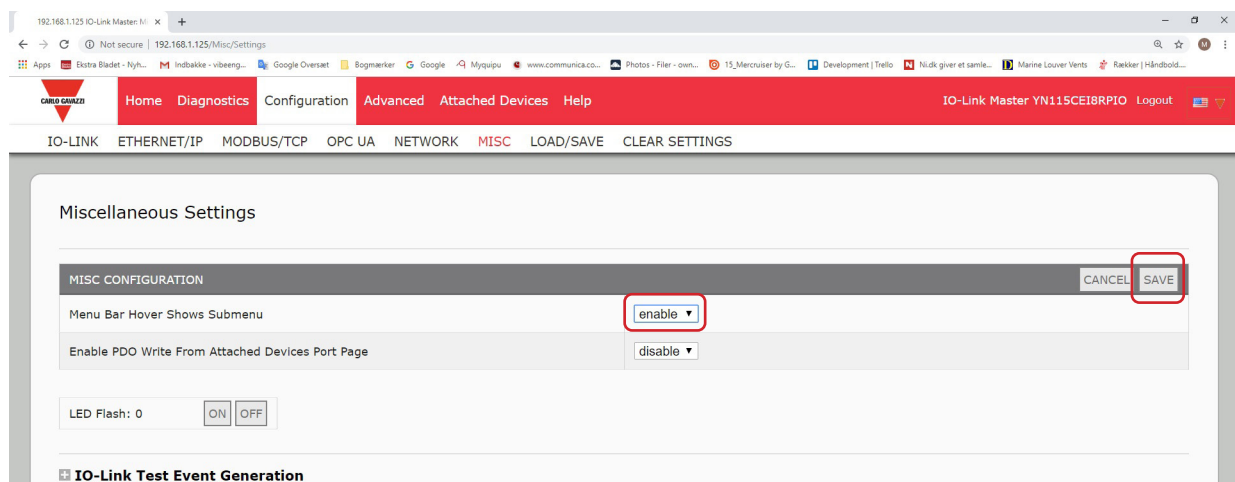 192.168.1.125 IO-Link Master: Mi
Not secure | 192.168.1.125/Misc/Settings
Apps Ekstra Bladet - Nyh... Indbakke - vibeeng... Google Oversæt Bogmærker Google Myquipu www.communica.co... Photos - Filer - own... 15_Mercruiser by G... Development | Trello Ni.dk giver et samle... Marine Louver Vents Rækker | Håndbold...
CARLO GAVAZZI Home Diagnostics Configuration Advanced Attached Devices Help IO-Link Master YN115CEI8RPIO Logout
IO-LINK ETHERNET/IP MODBUS/TCP OPC UA NETWORK MISC LOAD/SAVE CLEAR SETTINGS
Miscellaneous Settings
MISC CONFIGURATION CANCEL SAVE
Menu Bar Hover Shows Submenu enable
Enable PDO Write From Attached Devices Port Page disable
LED Flash: 0 ON OFF
IO-Link Test Event Generation